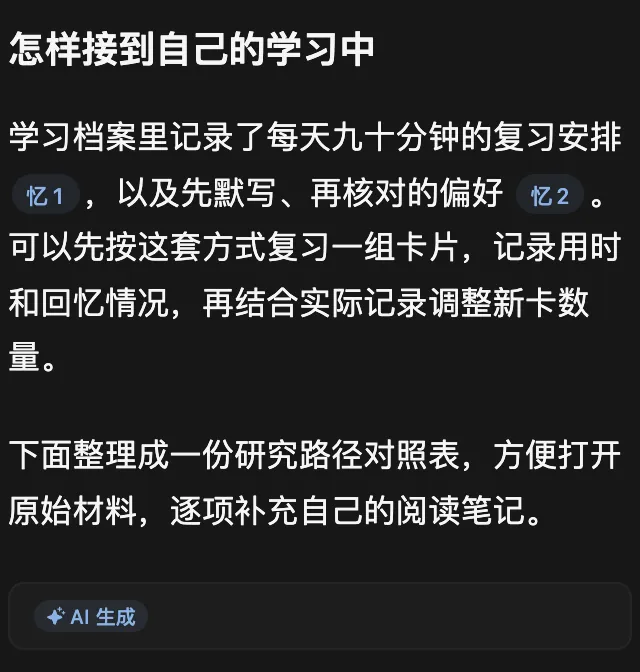 怎样接到自己的学习中
学习档案里记录了每天九十分钟的复习安排
忆1，以及先默写、再核对的偏好 忆2。
可以先按这套方式复习一组卡片，记录用时
和回忆情况，再结合实际记录调整新卡数
量。
下面整理成一份研究路径对照表，方便打开
原始材料，逐项补充自己的阅读笔记。
AI 生成